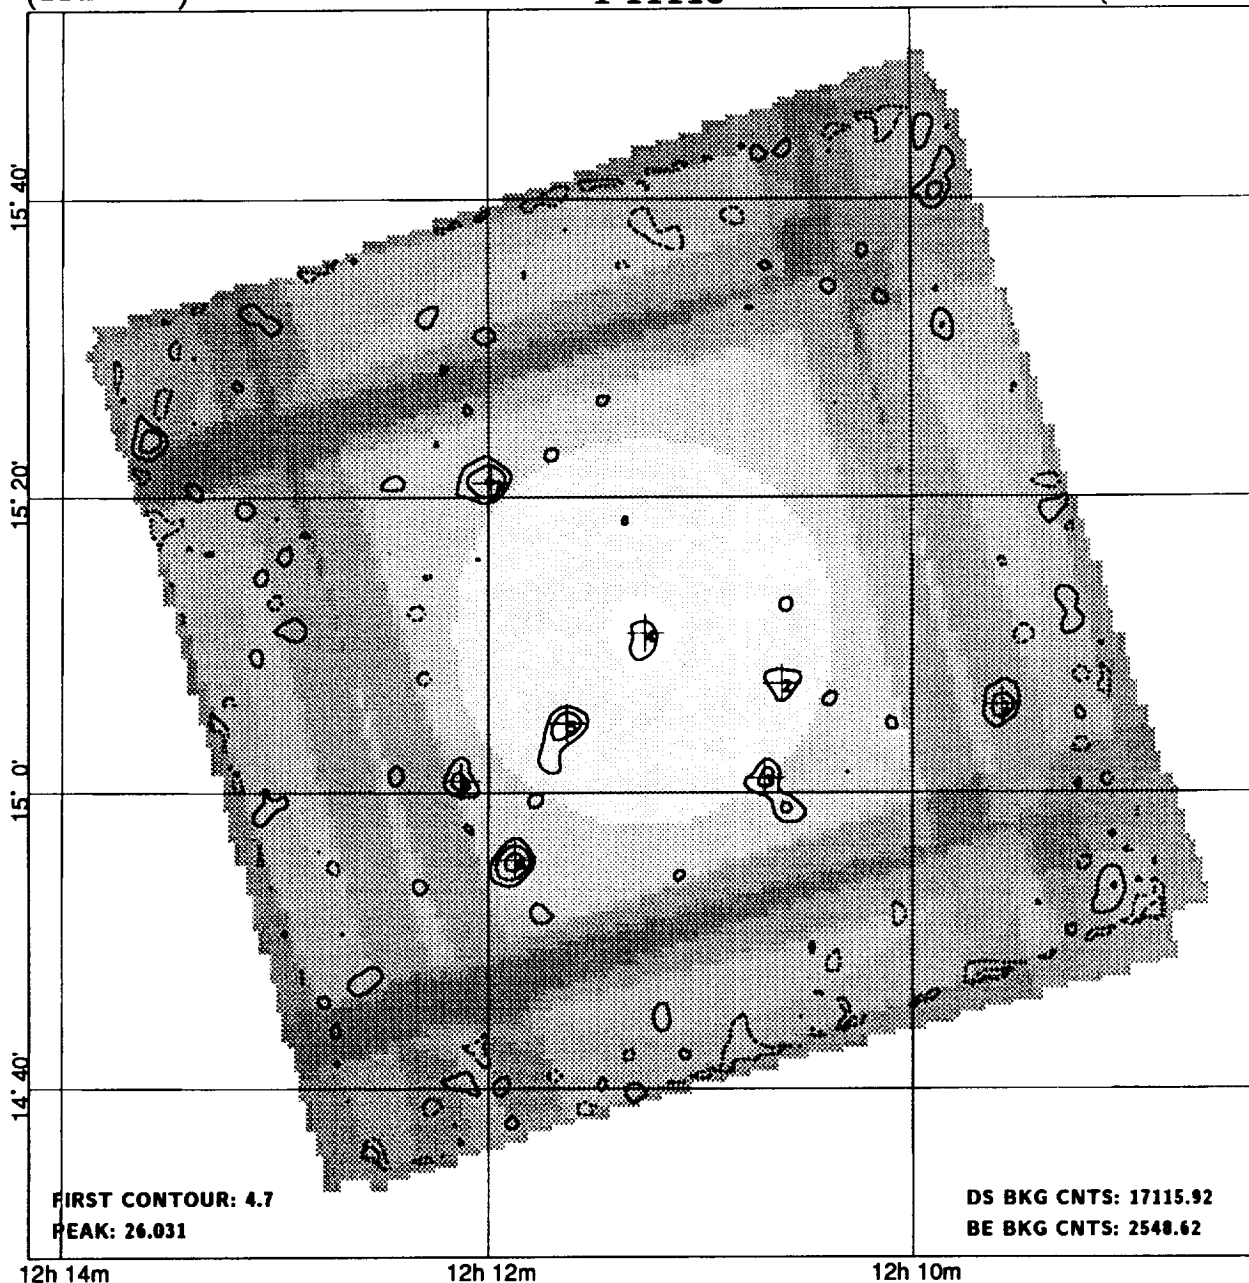 15° 40'
15° 20'
15° 0'
14° 40'
FIRST CONTOUR: 4.7
PEAK: 26.031
DS BKG CNTS: 17115.92
BE BKG CNTS: 2548.62
12h 14m
12h 12m
12h 10m